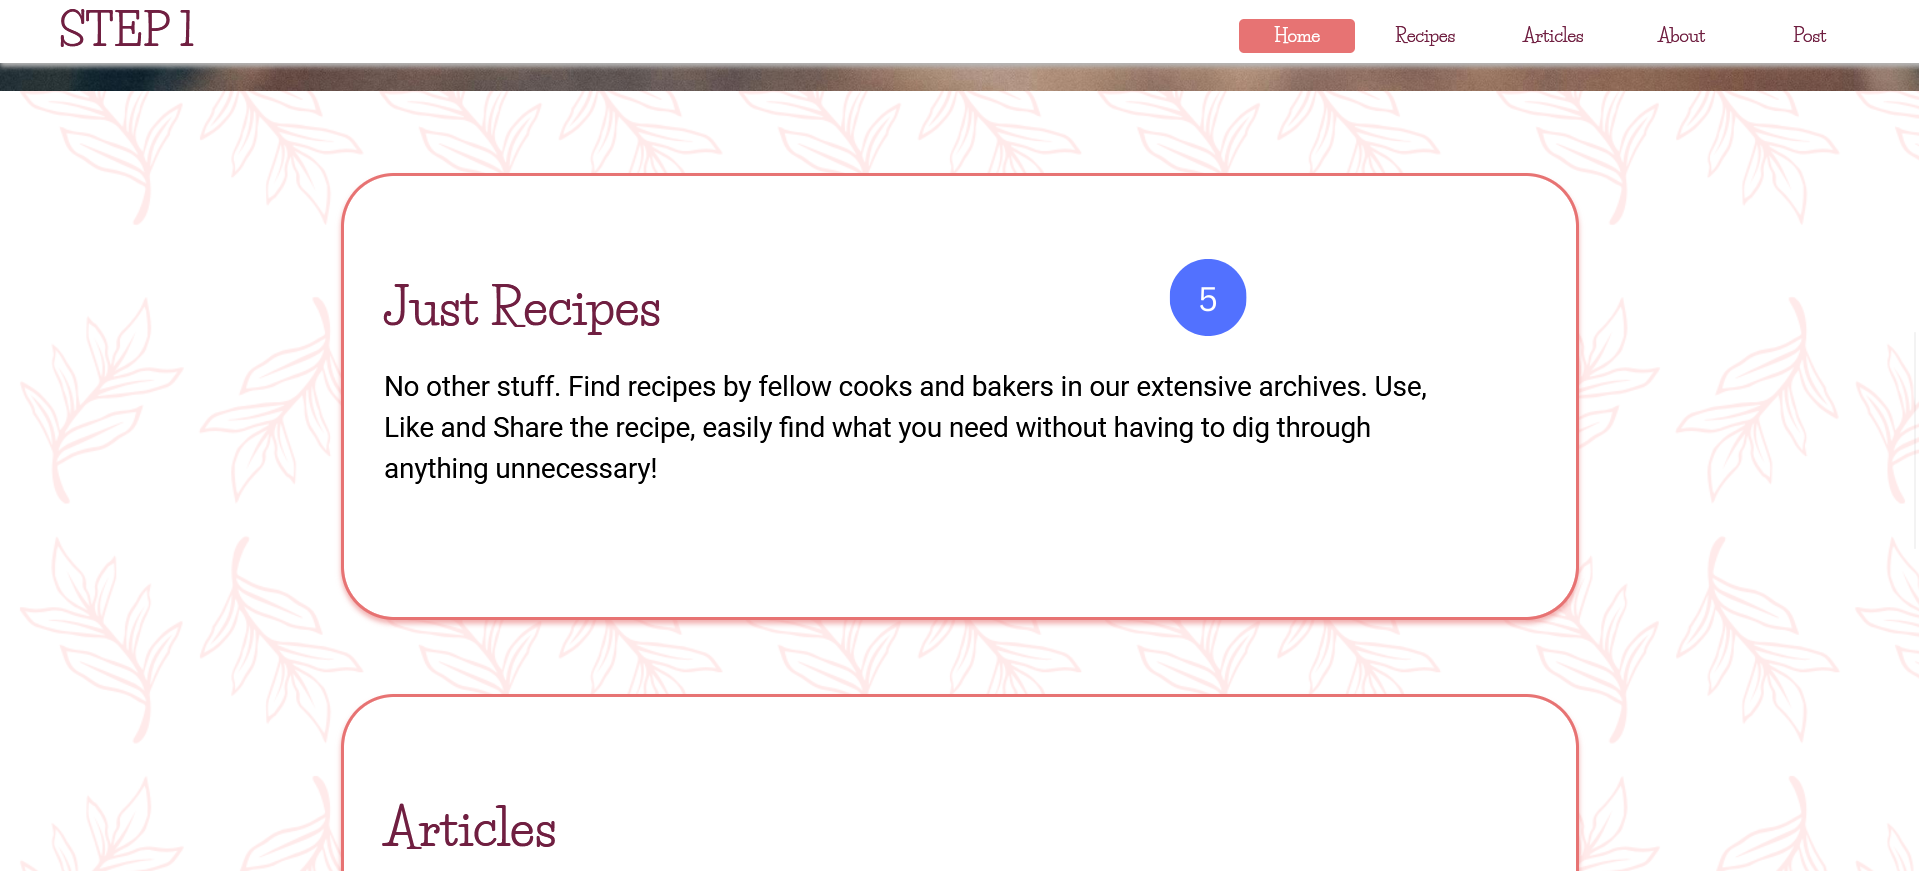 STEP 1
Home Recipes Articles About Post
Just Recipes
5
No other stuff. Find recipes by fellow cooks and bakers in our extensive archives. Use,
Like and Share the recipe, easily find what you need without having to dig through
anything unnecessary!
Articles